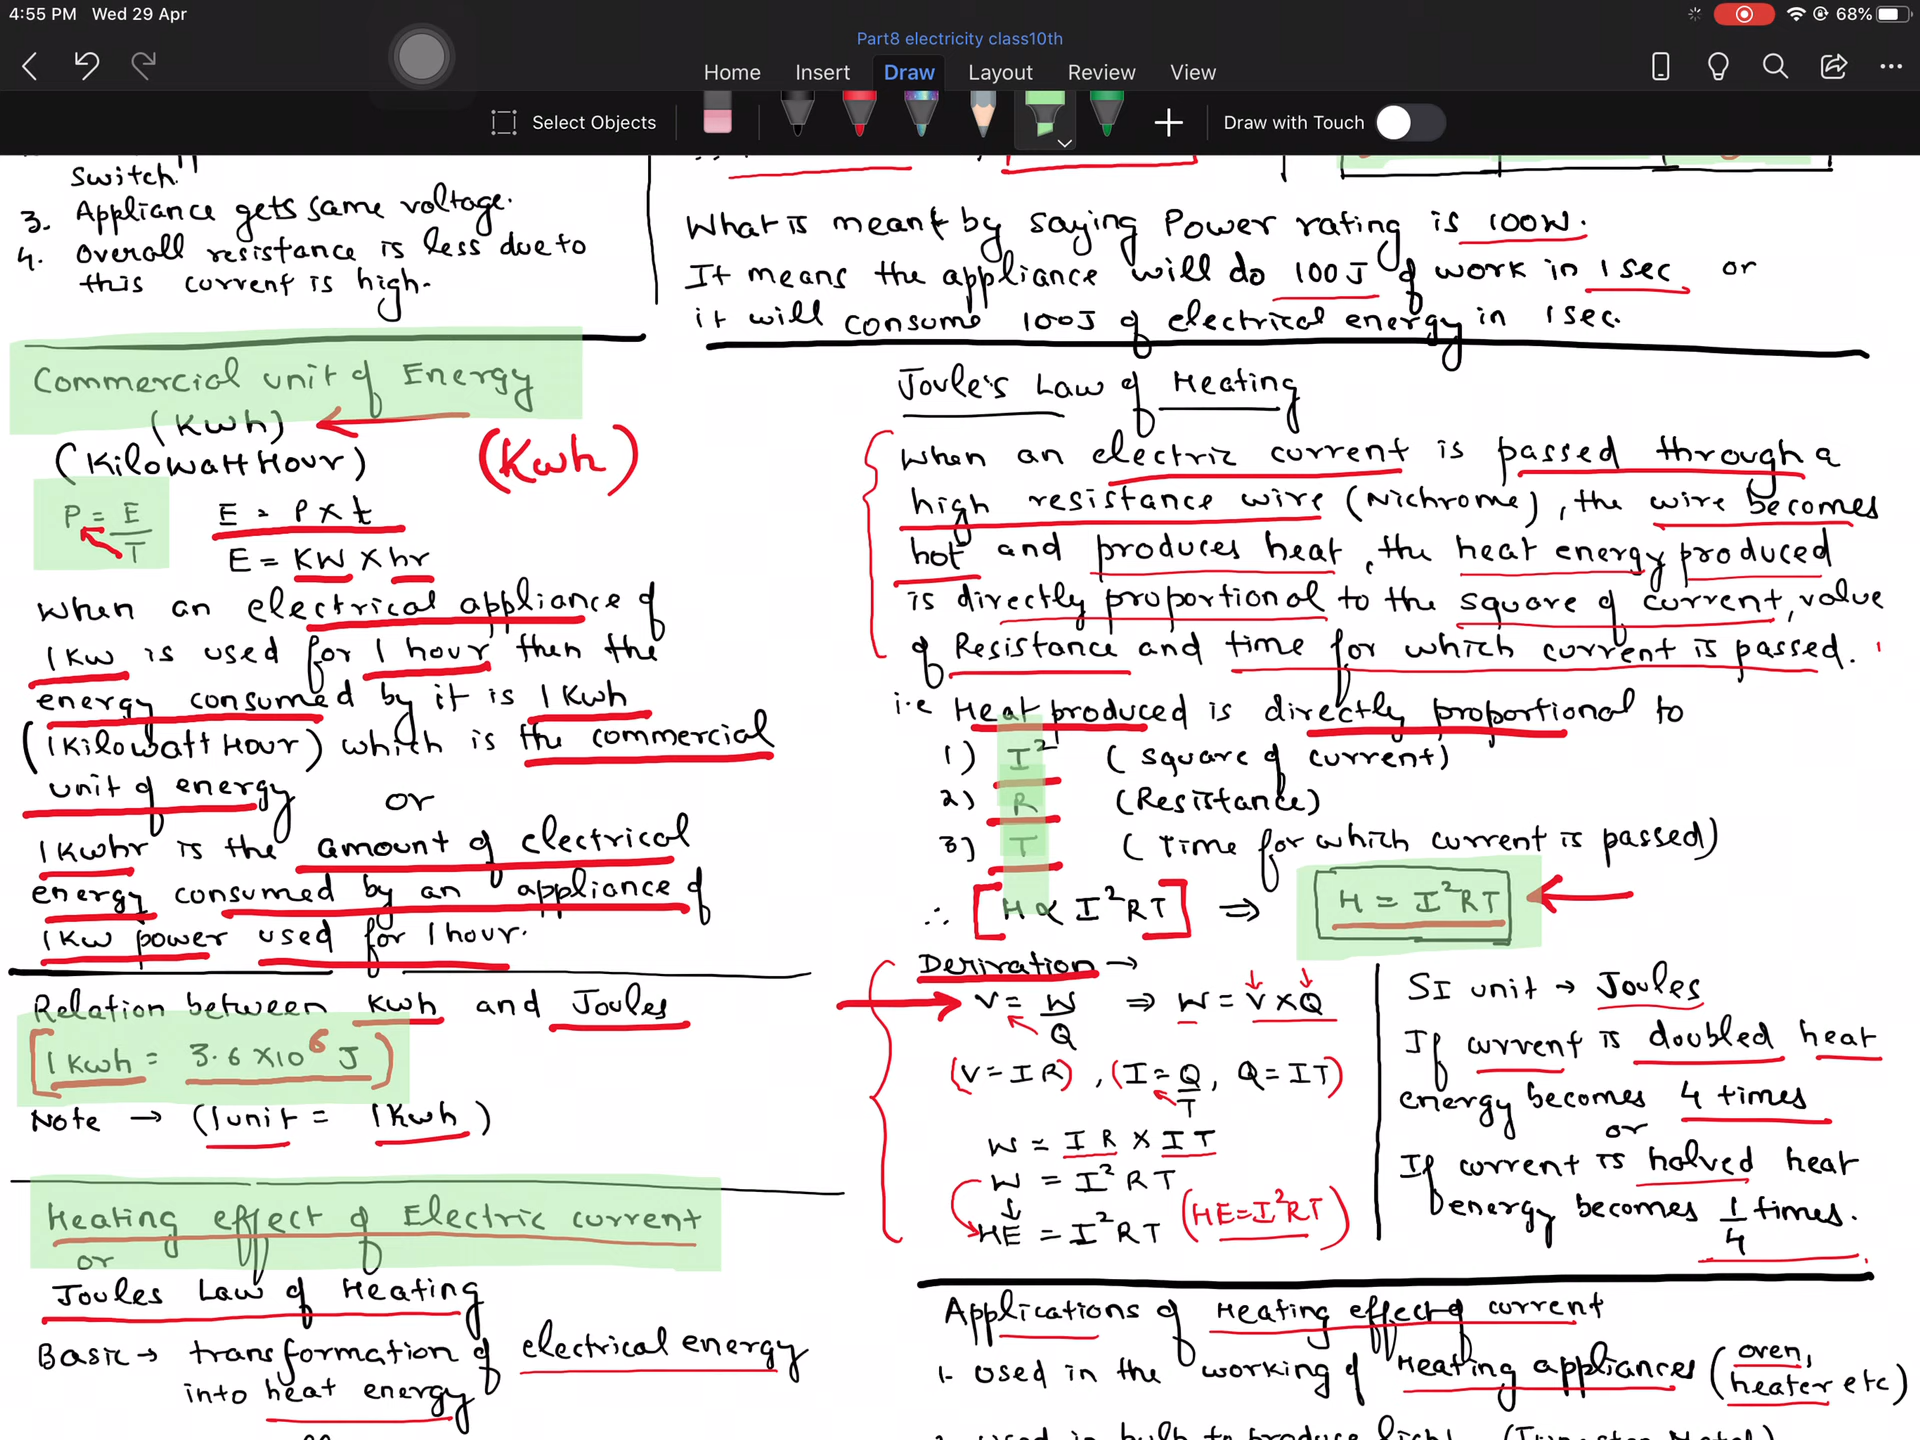 4:55 PM Wed 29 Apr
68%
Part8 electricity class10th
Home Insert Draw Layout Review View
Select Objects
Draw with Touch
Switch.
3. Appliance gets same voltage.
4. Overall resistance is less due to
this current is high.
Commercial unit of Energy
(Kwh)
(Kilowatt Hour)
(Kwh)
P = E/T E = P X t
E = KW X hr
When an electrical appliance of
1 KW is used for 1 hour then the
energy consumed by it is 1 Kwh
(1 Kilowatt Hour) which is the commercial
unit of energy or
1 Kwhr is the amount of electrical
energy consumed by an appliance of
1 KW power used for 1 hour.
Relation between Kwh and Joules
[1 Kwh = 3.6 X10⁶ J]
Note → (1 unit = 1 Kwh)
Heating effect of Electric current
or
Joules Law of Heating
Basic → transformation of electrical energy
into heat energy
What is meant by saying Power rating is 100W.
It means the appliance will do 100 J of work in 1 sec or
it will consume 100J of electrical energy in 1 sec.
Joule's Law of Heating
When an electric current is passed through a
high resistance wire (Nichrome), the wire becomes
hot and produces heat, the heat energy produced
is directly proportional to the square of current, value
of Resistance and time for which current is passed.
i.e Heat produced is directly proportional to
1) I² (square of current)
2) R (Resistance)
3) T (Time for which current is passed)
∴ [H ∝ I²RT] ⇒ H = I²RT
Derivation →
V = W/Q ⇒ W = V X Q
(V = IR), (I = Q/T, Q = IT)
W = I R X I T
W = I² R T
HE = I² R T (HE=I²RT)
SI unit → Joules
If current is doubled heat
energy becomes 4 times
or
If current is halved heat
energy becomes 1/4 times.
Applications of Heating effect of current
1. Used in the working of Heating appliances (oven,
heater etc)